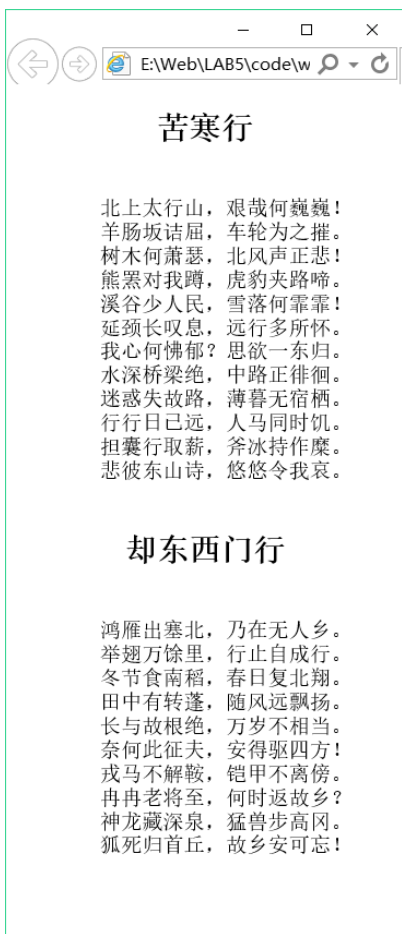 E:\Web\LAB5\code\w
苦寒行
北上太行山，艰哉何巍巍！
羊肠坂诘屈，车轮为之摧。
树木何萧瑟，北风声正悲！
熊罴对我蹲，虎豹夹路啼。
溪谷少人民，雪落何霏霏！
延颈长叹息，远行多所怀。
我心何怫郁？思欲一东归。
水深桥梁绝，中路正徘徊。
迷惑失故路，薄暮无宿栖。
行行日已远，人马同时饥。
担囊行取薪，斧冰持作糜。
悲彼东山诗，悠悠令我哀。
却东西门行
鸿雁出塞北，乃在无人乡。
举翅万馀里，行止自成行。
冬节食南稻，春日复北翔。
田中有转蓬，随风远飘扬。
长与故根绝，万岁不相当。
奈何此征夫，安得驱四方！
戎马不解鞍，铠甲不离傍。
冉冉老将至，何时返故乡？
神龙藏深泉，猛兽步高冈。
狐死归首丘，故乡安可忘！